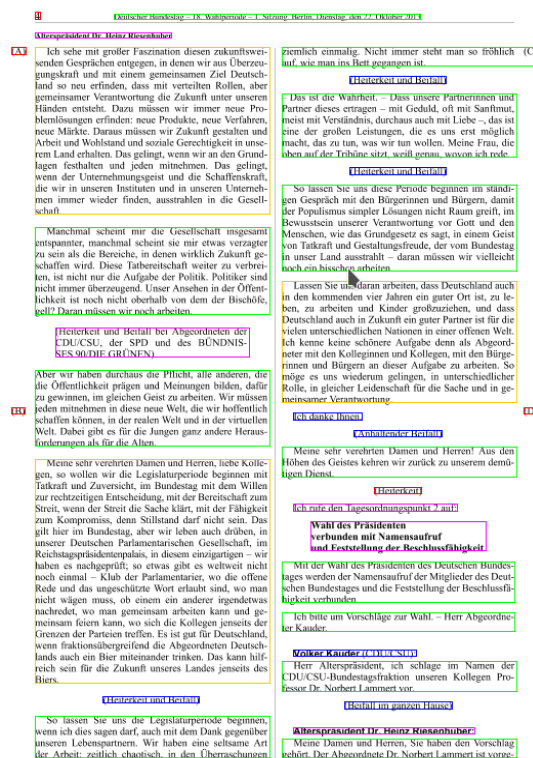 4
Deutscher Bundestag – 18. Wahlperiode – 1. Sitzung. Berlin, Dienstag, den 22. Oktober 2013
Alterspräsident Dr. Heinz Riesenhuber
(A)
Ich sehe mit großer Faszination diesen zukunftswei-
senden Gesprächen entgegen, in denen wir aus Überzeu-
gungskraft und mit einem gemeinsamen Ziel Deutsch-
land so neu erfinden, dass mit verteilten Rollen, aber
gemeinsamer Verantwortung die Zukunft unter unseren
Händen entsteht. Dazu müssen wir immer neue Pro-
blemlösungen erfinden: neue Produkte, neue Verfahren,
neue Märkte. Daraus müssen wir Zukunft gestalten und
Arbeit und Wohlstand und soziale Gerechtigkeit in unse-
rem Land erhalten. Das gelingt, wenn wir an den Grund-
lagen festhalten und jeden mitnehmen. Das gelingt,
wenn der Unternehmungsgeist und die Schaffenskraft,
die wir in unseren Instituten und in unseren Unterneh-
men immer wieder finden, ausstrahlen in die Gesell-
schaft.
Manchmal scheint mir die Gesellschaft insgesamt
entspannter, manchmal scheint sie mir etwas verzagter
zu sein als die Bereiche, in denen wirklich Zukunft ge-
schaffen wird. Diese Tatbereitschaft weiter zu verbrei-
ten, ist nicht nur die Aufgabe der Politik. Politiker sind
nicht immer überzeugend. Unser Ansehen in der Öffent-
lichkeit ist noch nicht oberhalb von dem der Bischöfe,
gell? Daran müssen wir noch arbeiten.
(Heiterkeit und Beifall bei Abgeordneten der
CDU/CSU, der SPD und des BÜNDNIS-
SES 90/DIE GRÜNEN)
Aber wir haben durchaus die Pflicht, alle anderen, die
die Öffentlichkeit prägen und Meinungen bilden, dafür
zu gewinnen, im gleichen Geist zu arbeiten. Wir müssen
(B)
jeden mitnehmen in diese neue Welt, die wir hoffentlich
schaffen können, in der realen Welt und in der virtuellen
Welt. Dabei gibt es für die Jungen ganz andere Heraus-
forderungen als für die Alten.
Meine sehr verehrten Damen und Herren, liebe Kolle-
gen, so wollen wir die Legislaturperiode beginnen mit
Tatkraft und Zuversicht, im Bundestag mit dem Willen
zur rechtzeitigen Entscheidung, mit der Bereitschaft zum
Streit, wenn der Streit die Sache klärt, mit der Fähigkeit
zum Kompromiss, denn Stillstand darf nicht sein. Das
gilt hier im Bundestag, aber wir leben auch drüben, in
unserer Deutschen Parlamentarischen Gesellschaft, im
Reichstagspräsidentenpalais, in diesem einzigartigen – wir
haben es nachgeprüft; so etwas gibt es weltweit nicht
noch einmal – Klub der Parlamentarier, wo die offene
Rede und das ungeschützte Wort erlaubt sind, wo man
nicht wägen muss, ob einem ein anderer irgendetwas
nachredet, wo man gemeinsam arbeiten kann und ge-
meinsam feiern kann, wo sich die Kollegen jenseits der
Grenzen der Parteien treffen. Es ist gut für Deutschland,
wenn fraktionsübergreifend die Abgeordneten Deutsch-
lands auch ein Bier miteinander trinken. Das kann hilf-
reich sein für die Zukunft unseres Landes jenseits des
Biers.
(Heiterkeit und Beifall)
So lassen Sie uns die Legislaturperiode beginnen,
wenn ich dies sagen darf, auch mit dem Dank gegenüber
unseren Lebenspartnern. Wir haben eine seltsame Art
der Arbeit: zeitlich chaotisch, in den Überraschungen
ziemlich einmalig. Nicht immer steht man so fröhlich
auf, wie man ins Bett gegangen ist.
(C
(Heiterkeit und Beifall)
– Das ist die Wahrheit. – Dass unsere Partnerinnen und
Partner dieses ertragen – mit Geduld, oft mit Sanftmut,
meist mit Verständnis, durchaus auch mit Liebe –, das ist
eine der großen Leistungen, die es uns erst möglich
macht, das zu tun, was wir tun wollen. Meine Frau, die
oben auf der Tribüne sitzt, weiß genau, wovon ich rede.
(Heiterkeit und Beifall)
So lassen Sie uns diese Periode beginnen im ständi-
gen Gespräch mit den Bürgerinnen und Bürgern, damit
der Populismus simpler Lösungen nicht Raum greift, im
Bewusstsein unserer Verantwortung vor Gott und den
Menschen, wie das Grundgesetz es sagt, in einem Geist
von Tatkraft und Gestaltungsfreude, der vom Bundestag
in unser Land ausstrahlt – daran müssen wir vielleicht
noch ein bisschen arbeiten.
Lassen Sie uns daran arbeiten, dass Deutschland auch
in den kommenden vier Jahren ein guter Ort ist, zu le-
ben, zu arbeiten und Kinder großzuziehen, und dass
Deutschland auch in Zukunft ein guter Partner ist für die
vielen unterschiedlichen Nationen in einer offenen Welt.
Ich kenne keine schönere Aufgabe denn als Abgeord-
neter mit den Kolleginnen und Kollegen, mit den Bürge-
rinnen und Bürgern an dieser Aufgabe zu arbeiten. So
möge es uns wiederum gelingen, in unterschiedlicher
Rolle, in gleicher Leidenschaft für die Sache und in ge-
meinsamer Verantwortung.
Ich danke Ihnen.
(Anhaltender Beifall)
Meine sehr verehrten Damen und Herren! Aus den
Höhen des Geistes kehren wir zurück zu unserem demü-
tigen Dienst.
(Heiterkeit)
Ich rufe den Tagesordnungspunkt 2 auf:
Wahl des Präsidenten
verbunden mit Namensaufruf
und Feststellung der Beschlussfähigkeit
Mit der Wahl des Präsidenten des Deutschen Bundes-
tages werden der Namensaufruf der Mitglieder des Deut-
schen Bundestages und die Feststellung der Beschlussfä-
higkeit verbunden.
Ich bitte um Vorschläge zur Wahl. – Herr Abgeordne-
ter Kauder.
Volker Kauder (CDU/CSU):
Herr Alterspräsident, ich schlage im Namen der
CDU/CSU-Bundestagsfraktion unseren Kollegen Pro-
fessor Dr. Norbert Lammert vor.
(Beifall im ganzen Hause)
Alterspräsident Dr. Heinz Riesenhuber:
Meine Damen und Herren, Sie haben den Vorschlag
gehört. Der Abgeordnete Dr. Norbert Lammert ist vorge-